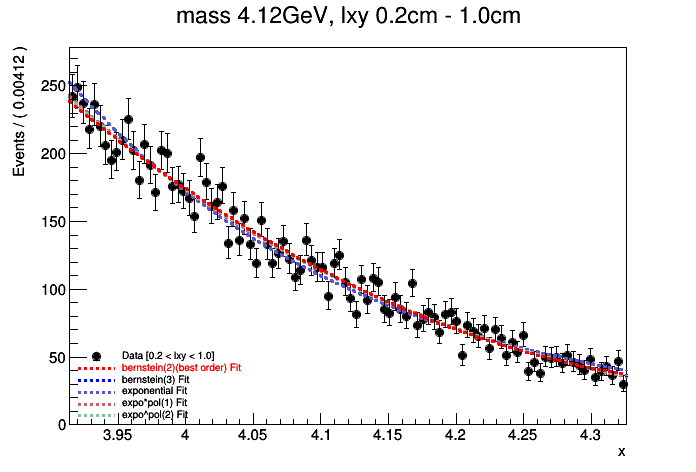 mass 4.12GeV, lxy 0.2cm - 1.0cm
Events / ( 0.00412 )
250
200
150
100
50
0
Data [0.2 < lxy < 1.0]
bernstein(2)(best order) Fit
bernstein(3) Fit
exponential Fit
expo*pol(1) Fit
expo*pol(2) Fit
3.95 4 4.05 4.1 4.15 4.2 4.25 4.3
x